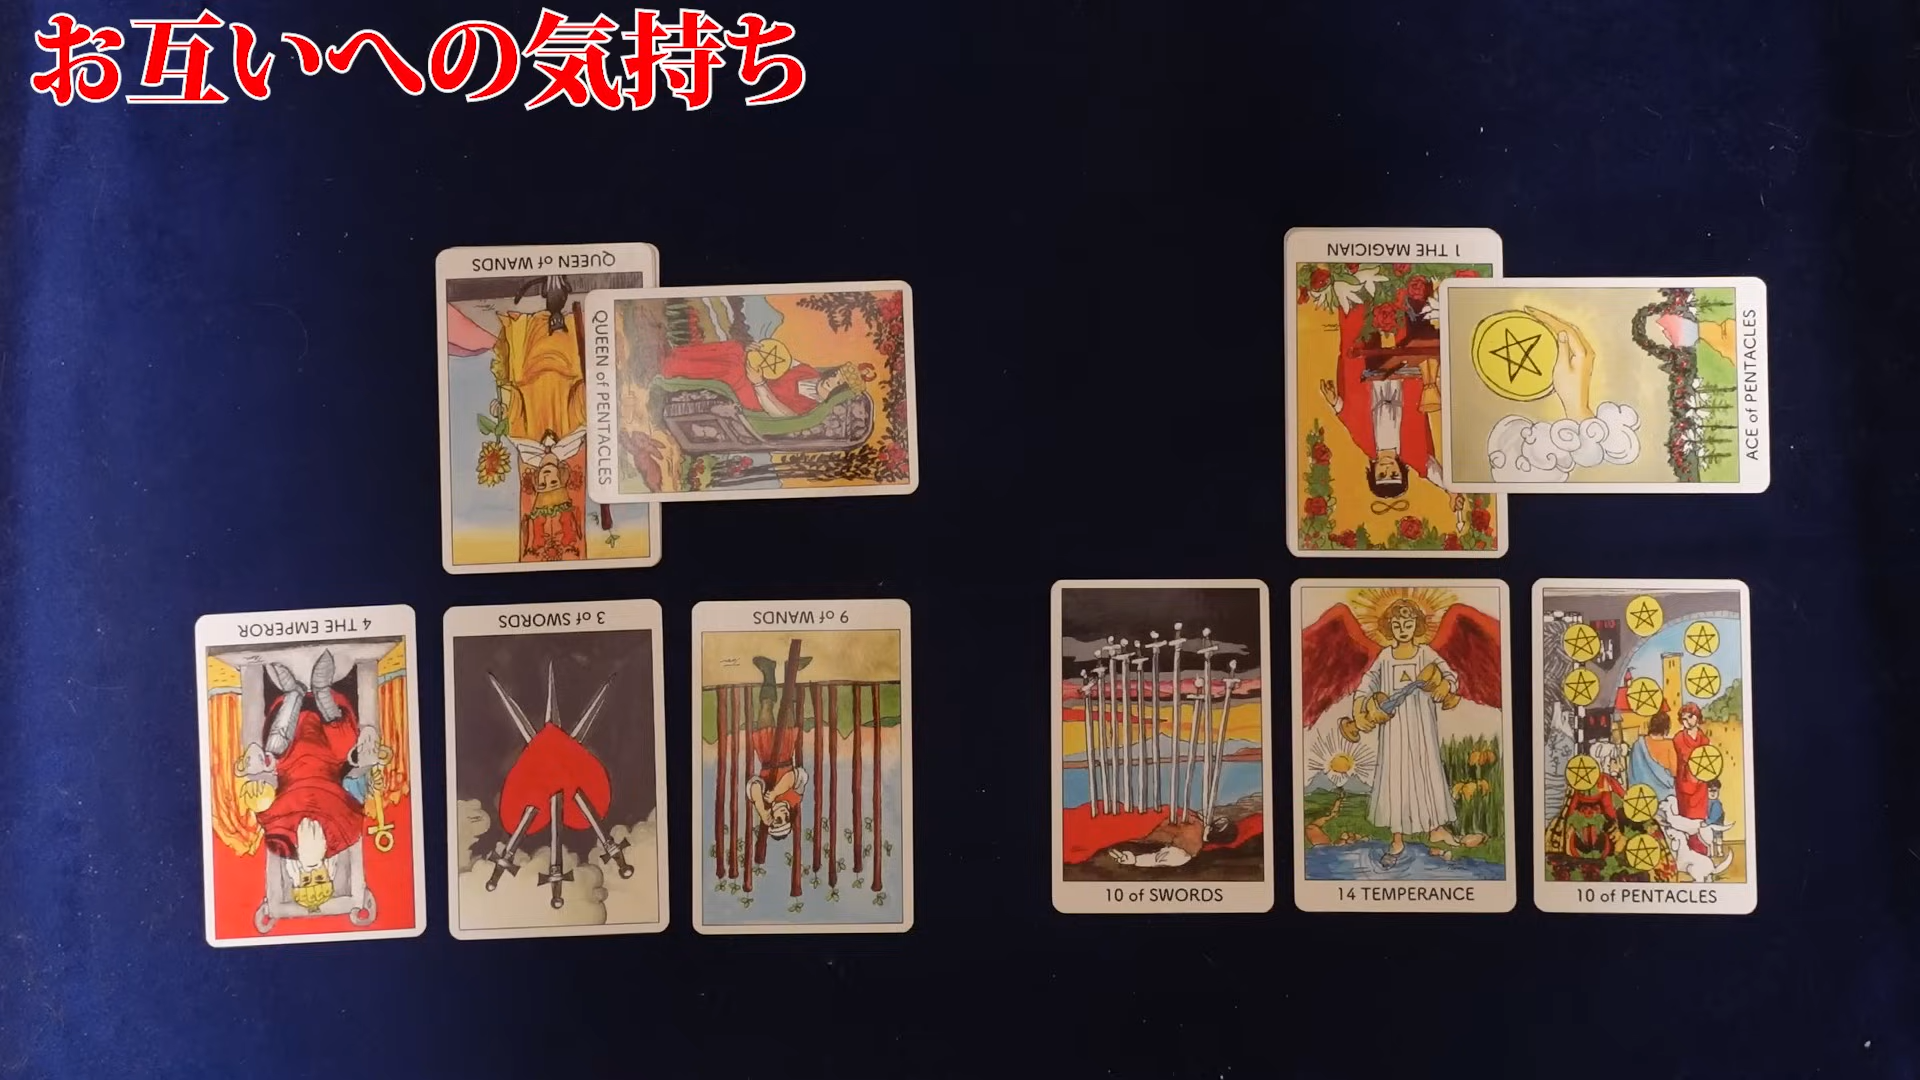 お互いへの気持ち
QUEEN of WANDS
QUEEN of PENTACLES
1 THE MAGICIAN
ACE of PENTACLES
4 THE EMPEROR
3 of SWORDS
9 of WANDS
10 of SWORDS
14 TEMPERANCE
10 of PENTACLES